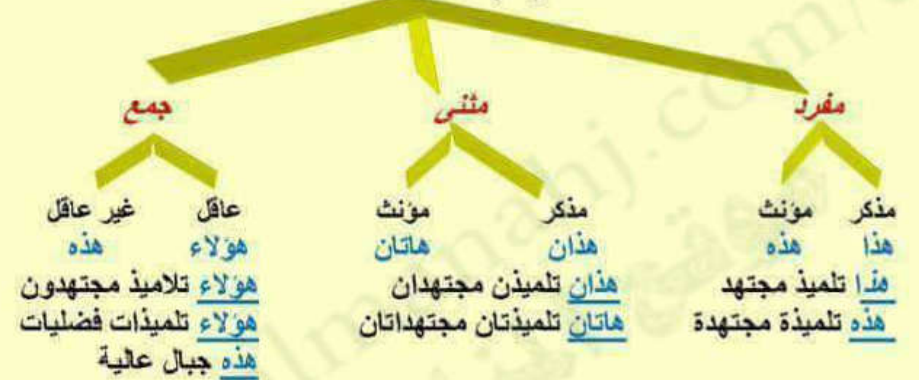 مفرد مثنى جمع
مذكر مؤنث مذكر مؤنث عاقل غير عاقل
هذا هذه هذان هاتان هؤلاء هذه
هذا تلميذ مجتهد هذان تلميذن مجتهدان هؤلاء تلاميذ مجتهدون
هذه تلميذة مجتهدة هاتان تلميذتان مجتهداتان هؤلاء تلميذات فضليات
هذه جبال عالية